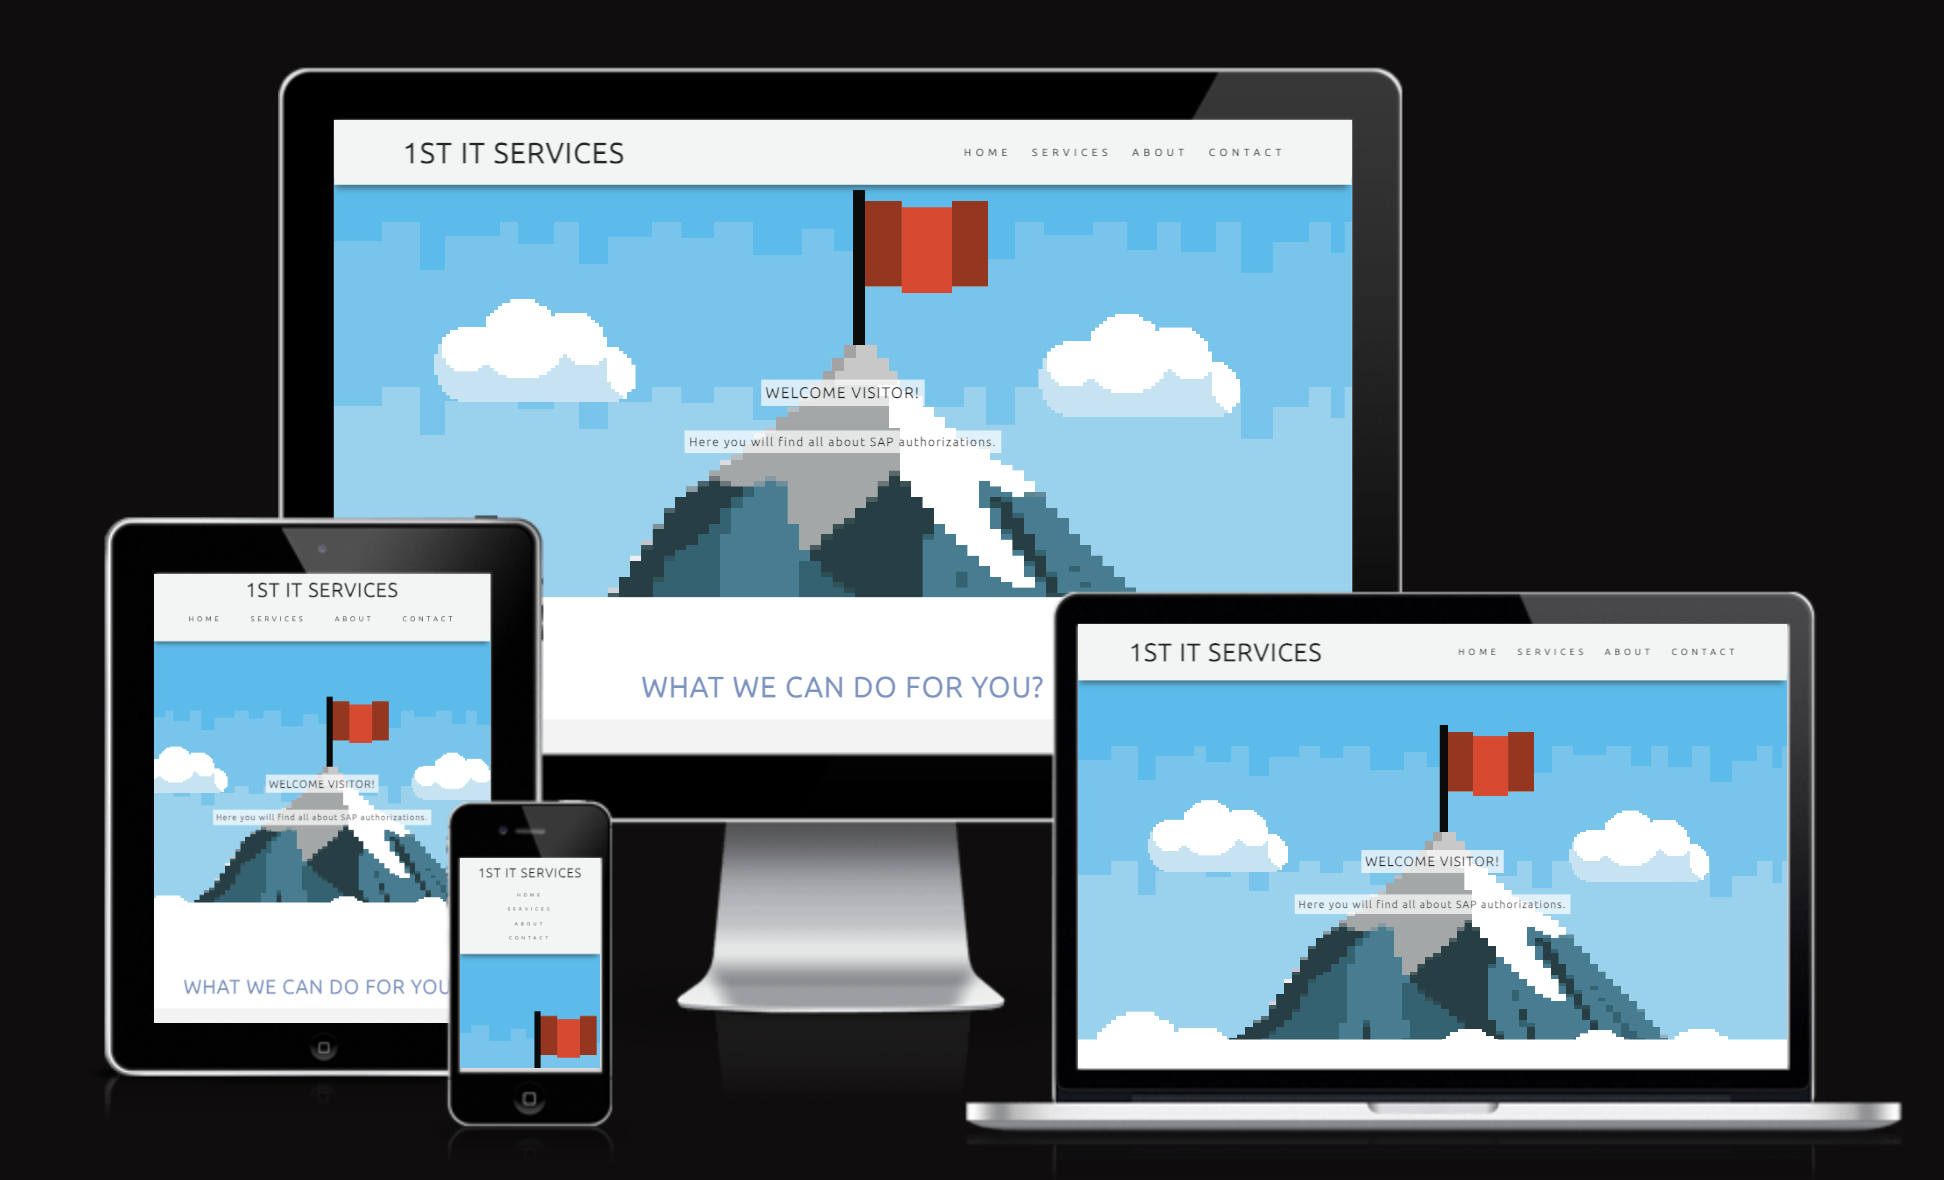 1ST IT SERVICES
HOME SERVICES ABOUT CONTACT
WELCOME VISITOR!
Here you will find all about SAP authorizations.
WHAT WE CAN DO FOR YOU?
1ST IT SERVICES
HOME SERVICES ABOUT CONTACT
WELCOME VISITOR!
Here you will find all about SAP authorizations.
WHAT WE CAN DO FOR YOU
1ST IT SERVICES
HOME
SERVICES
ABOUT
CONTACT
1ST IT SERVICES
HOME SERVICES ABOUT CONTACT
WELCOME VISITOR!
Here you will find all about SAP authorizations.